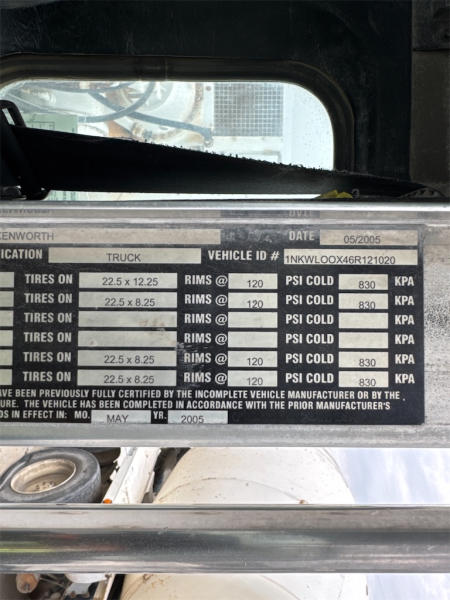 ENWORTH DATE 05/2005
ICATION TRUCK VEHICLE ID # 1NKWLOOX46R121020
TIRES ON 22.5 x 12.25 RIMS @ 120 PSI COLD 830 KPA
TIRES ON 22.5 x 8.25 RIMS @ 120 PSI COLD 830 KPA
TIRES ON RIMS @ PSI COLD KPA
TIRES ON RIMS @ PSI COLD KPA
TIRES ON 22.5 x 8.25 RIMS @ 120 PSI COLD 830 KPA
TIRES ON 22.5 x 8.25 RIMS @ 120 PSI COLD 830 KPA
AVE BEEN PREVIOUSLY FULLY CERTIFIED BY THE INCOMPLETE VEHICLE MANUFACTURER OR BY THE
URE. THE VEHICLE HAS BEEN COMPLETED IN ACCORDANCE WITH THE PRIOR MANUFACTURER'S
DS IN EFFECT IN: MO. MAY YR. 2005